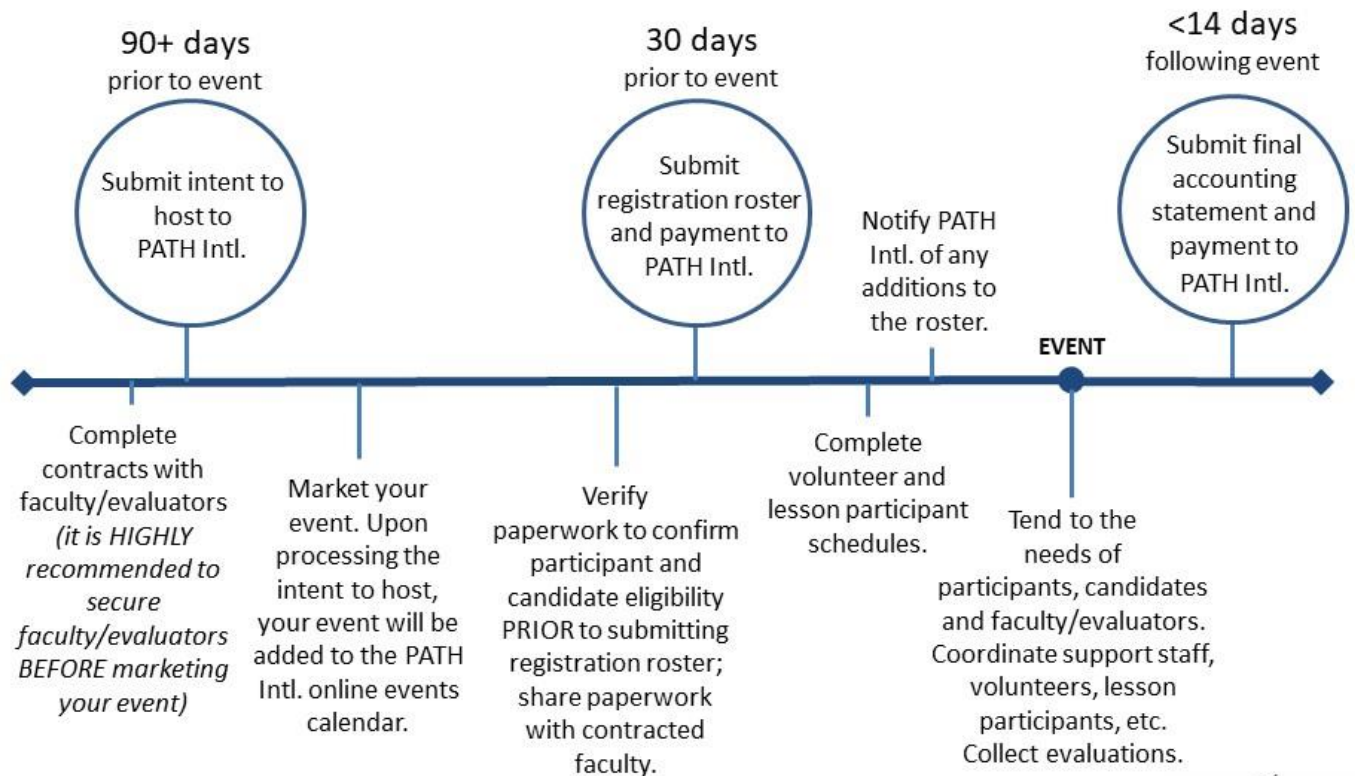 90+ days
prior to event
Submit intent to
host to
PATH Intl.
30 days
prior to event
Submit
registration roster
and payment to
PATH Intl.
Notify PATH
Intl. of any
additions to
the roster.
EVENT
<14 days
following event
Submit final
accounting
statement and
payment to
PATH Intl.
Complete
contracts with
faculty/evaluators
(it is HIGHLY
recommended to
secure
faculty/evaluators
BEFORE marketing
your event)
Market your
event. Upon
processing the
intent to host,
your event will be
added to the PATH
Intl. online events
calendar.
Verify
paperwork to confirm
participant and
candidate eligibility
PRIOR to submitting
registration roster;
share paperwork
with contracted
faculty.
Complete
volunteer and
lesson participant
schedules.
Tend to the
needs of
participants, candidates
and faculty/evaluators.
Coordinate support staff,
volunteers, lesson
participants, etc.
Collect evaluations.